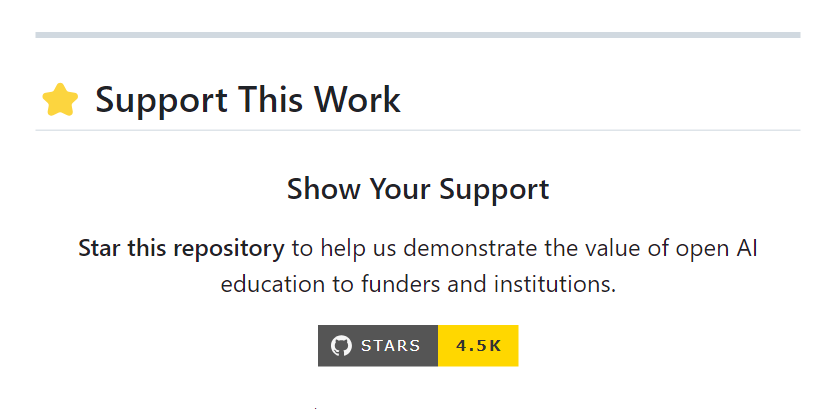 Support This Work
Show Your Support
Star this repository to help us demonstrate the value of open AI
education to funders and institutions.
STARS 4.5K